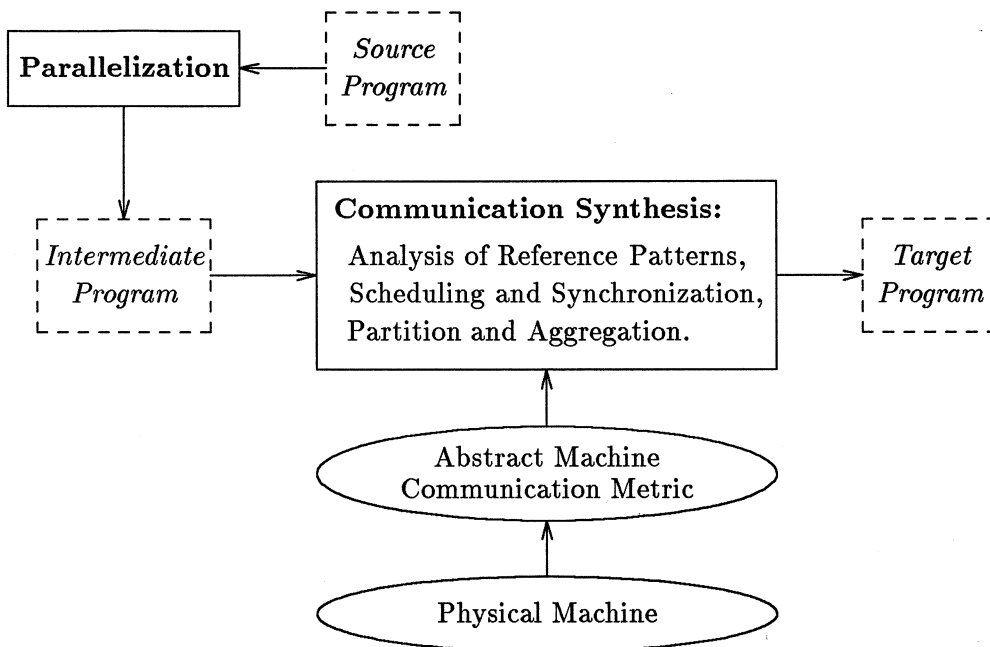 Source
Program
Parallelization
Intermediate
Program
Communication Synthesis:
Analysis of Reference Patterns,
Scheduling and Synchronization,
Partition and Aggregation.
Target
Program
Abstract Machine
Communication Metric
Physical Machine